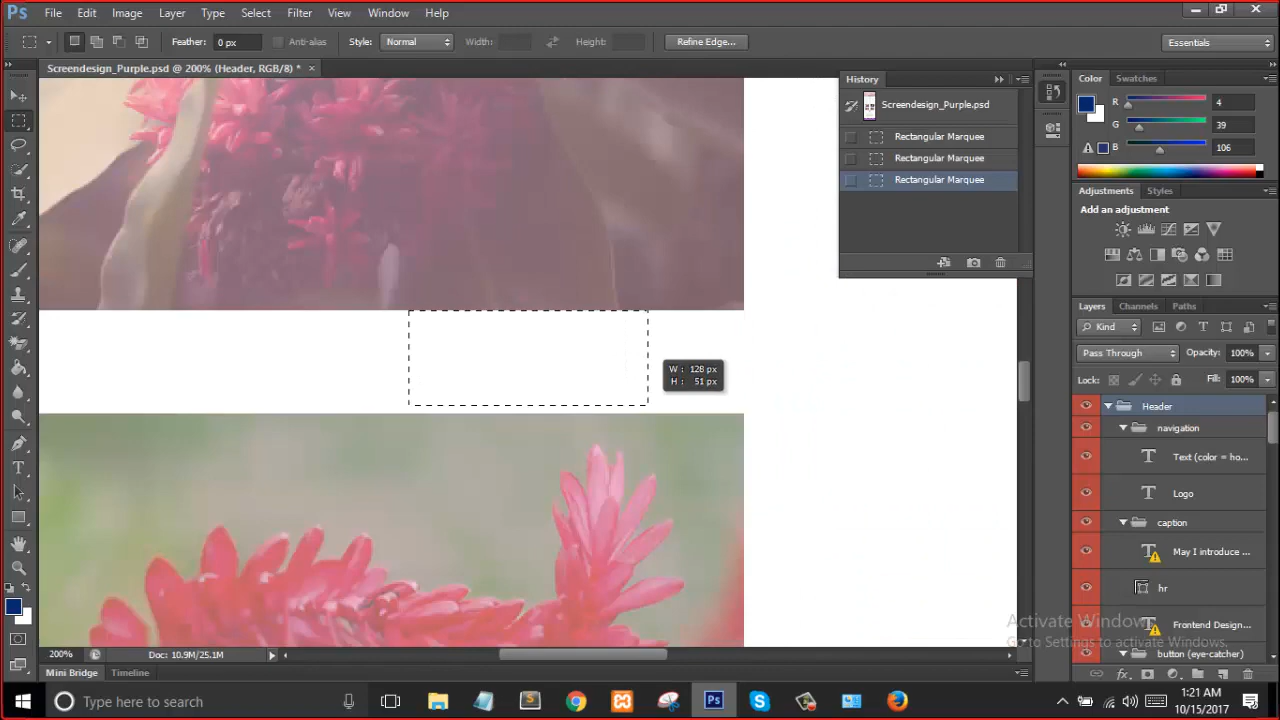 Ps File Edit Image Layer Type Select Filter View Window Help
Feather: 0 px Anti-alias Style: Normal Width: Height: Refine Edge... Essentials
Screendesign_Purple.psd @ 200% (Header, RGB/8) * ×
History
Screendesign_Purple.psd
Rectangular Marquee
Rectangular Marquee
Rectangular Marquee
W: 128 px
H: 51 px
Color Swatches
R 4
G 39
B 106
Adjustments Styles
Add an adjustment
Layers Channels Paths
Kind
Pass Through Opacity: 100%
Lock: Fill: 100%
Header
navigation
Text (color = ho...
Logo
caption
May I introduce ...
hr
Frontend Design...
button (eye-catcher)
Activate Windows
Go to Settings to activate Windows.
200% Doc: 10.9M/25.1M
Mini Bridge Timeline
Type here to search
1:21 AM
10/15/2017